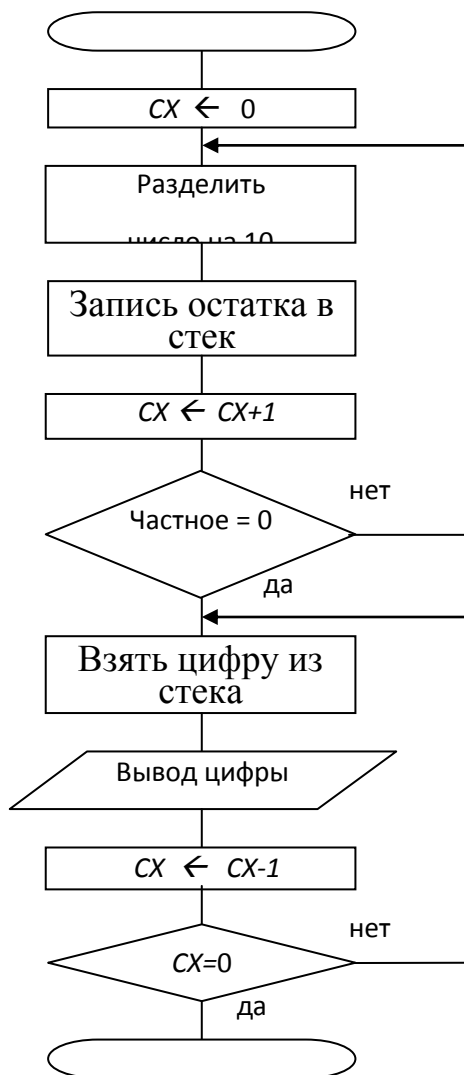 CX ← 0
Разделить
число на 10
Запись остатка в
стек
CX ← CX+1
нет
Частное = 0
да
Взять цифру из
стека
Вывод цифры
CX ← CX-1
нет
CX=0
да